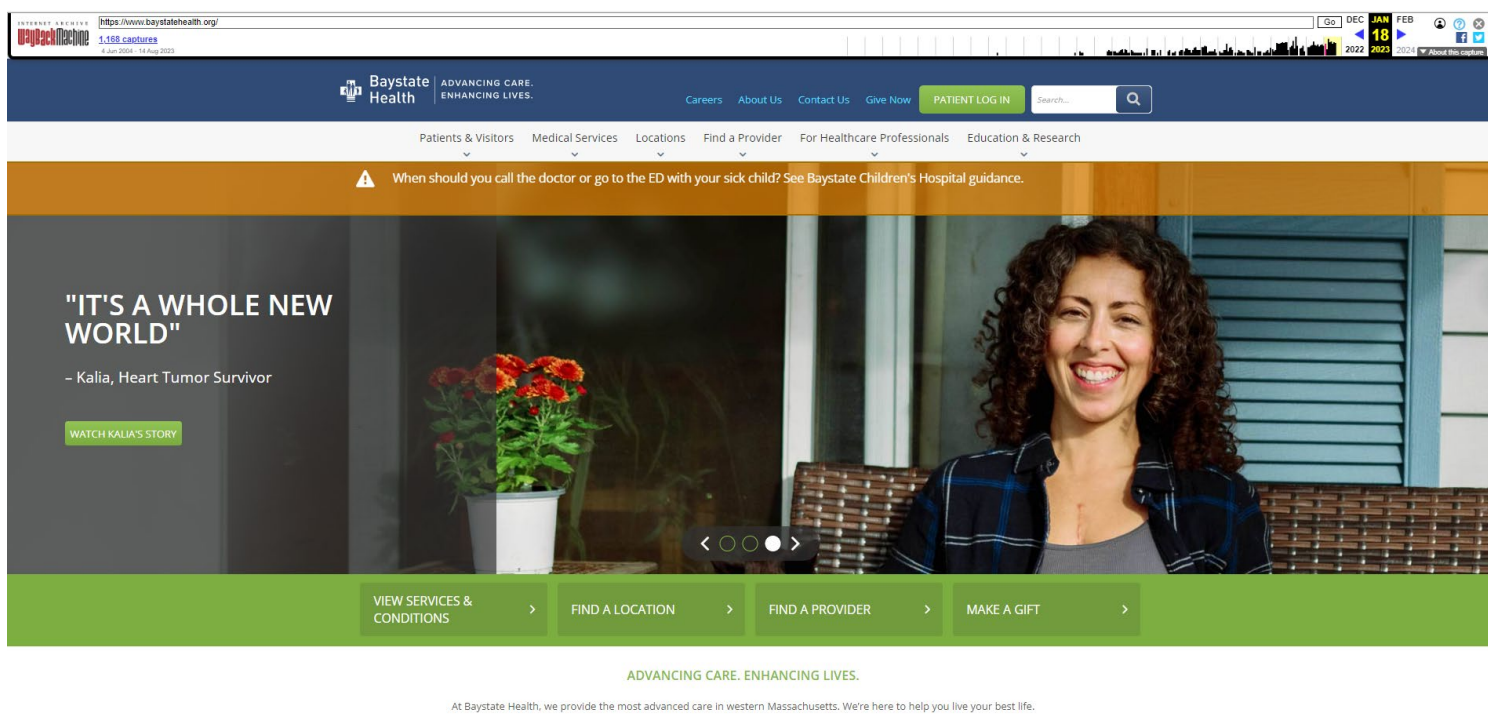 INTERNET ARCHIVE
WayBackMachine
https://www.baystatehealth.org/
Go
DEC JAN FEB
1,168 captures
18
4 Jun 2004 - 14 Aug 2023
2022 2023 2024
About this capture
Baystate Health
ADVANCING CARE.
ENHANCING LIVES.
Careers About Us Contact Us Give Now PATIENT LOG IN Search...
Patients & Visitors Medical Services Locations Find a Provider For Healthcare Professionals Education & Research
When should you call the doctor or go to the ED with your sick child? See Baystate Children's Hospital guidance.
"IT'S A WHOLE NEW
WORLD"
– Kalia, Heart Tumor Survivor
WATCH KALIA'S STORY
VIEW SERVICES &
CONDITIONS
FIND A LOCATION
FIND A PROVIDER
MAKE A GIFT
ADVANCING CARE. ENHANCING LIVES.
At Baystate Health, we provide the most advanced care in western Massachusetts. We're here to help you live your best life.